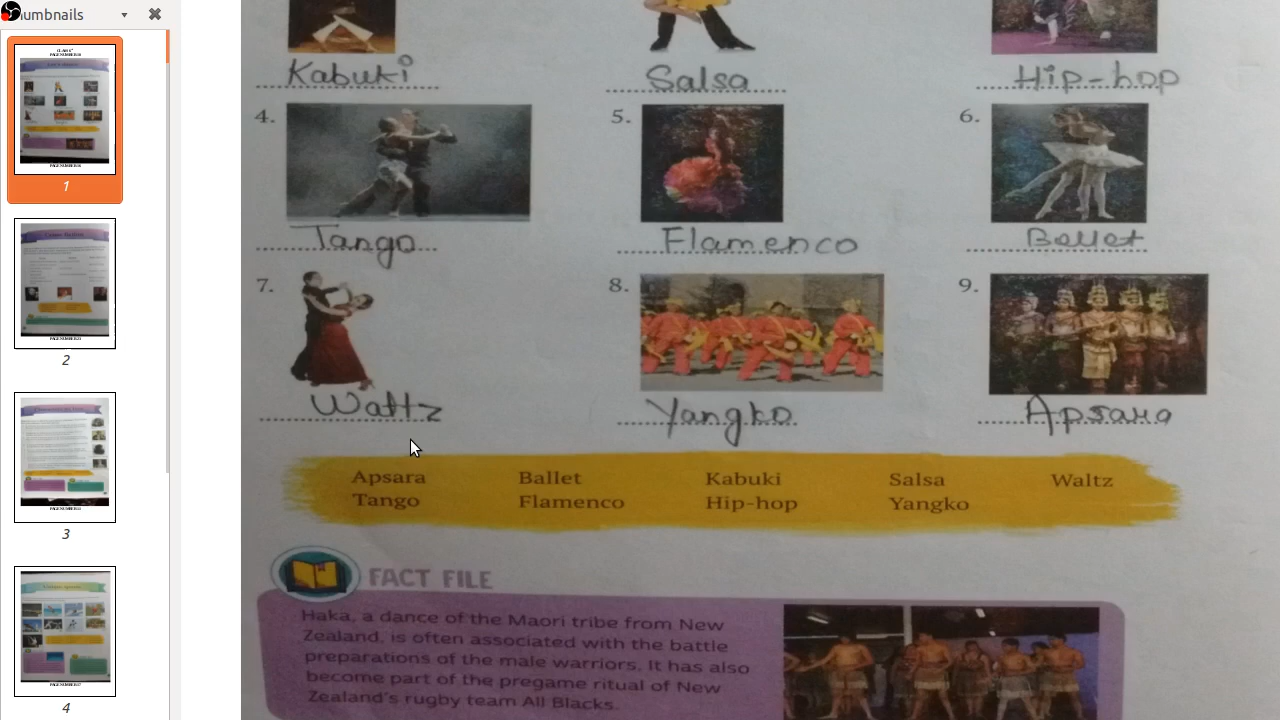 umbnails
Kabuki
Salsa
Hip-hop
4.
5.
6.
Tango
Flamenco
Ballet
7.
8.
9.
Waltz
Yangko
Apsara
Apsara Ballet Kabuki Salsa Waltz
Tango Flamenco Hip-hop Yangko
FACT FILE
Haka, a dance of the Maori tribe from New
Zealand, is often associated with the battle
preparations of the male warriors. It has also
become part of the pregame ritual of New
Zealand's rugby team All Blacks.
1
2
3
4